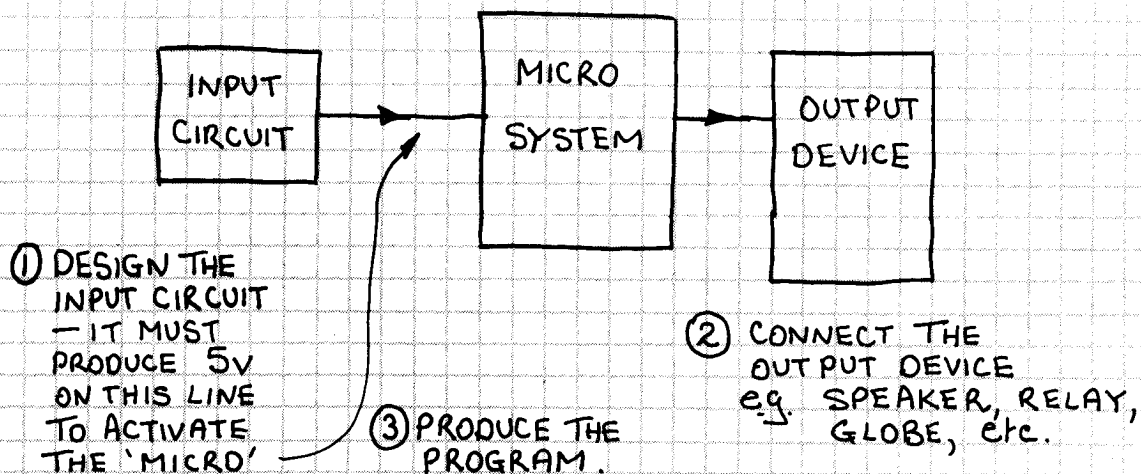 INPUT
CIRCUIT
MICRO
SYSTEM
OUTPUT
DEVICE
① DESIGN THE
INPUT CIRCUIT
— IT MUST
PRODUCE 5V
ON THIS LINE
TO ACTIVATE
THE 'MICRO'
② CONNECT THE
OUTPUT DEVICE
e.g. SPEAKER, RELAY,
GLOBE, etc.
③ PRODUCE THE
PROGRAM.